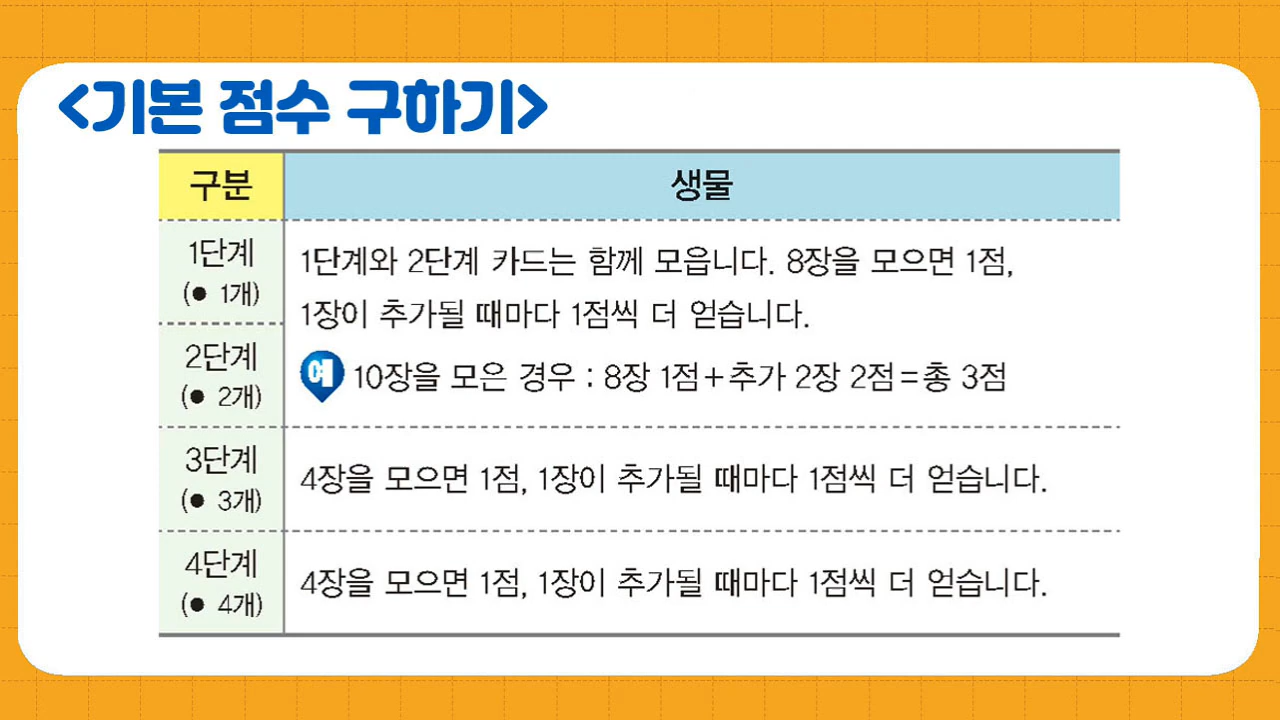 <기본 점수 구하기>
구분
생물
1단계
(● 1개)
1단계와 2단계 카드는 함께 모읍니다. 8장을 모으면 1점,
1장이 추가될 때마다 1점씩 더 얻습니다.
2단계
(● 2개)
예 10장을 모은 경우 : 8장 1점+추가 2장 2점=총 3점
3단계
(● 3개)
4장을 모으면 1점, 1장이 추가될 때마다 1점씩 더 얻습니다.
4단계
(● 4개)
4장을 모으면 1점, 1장이 추가될 때마다 1점씩 더 얻습니다.